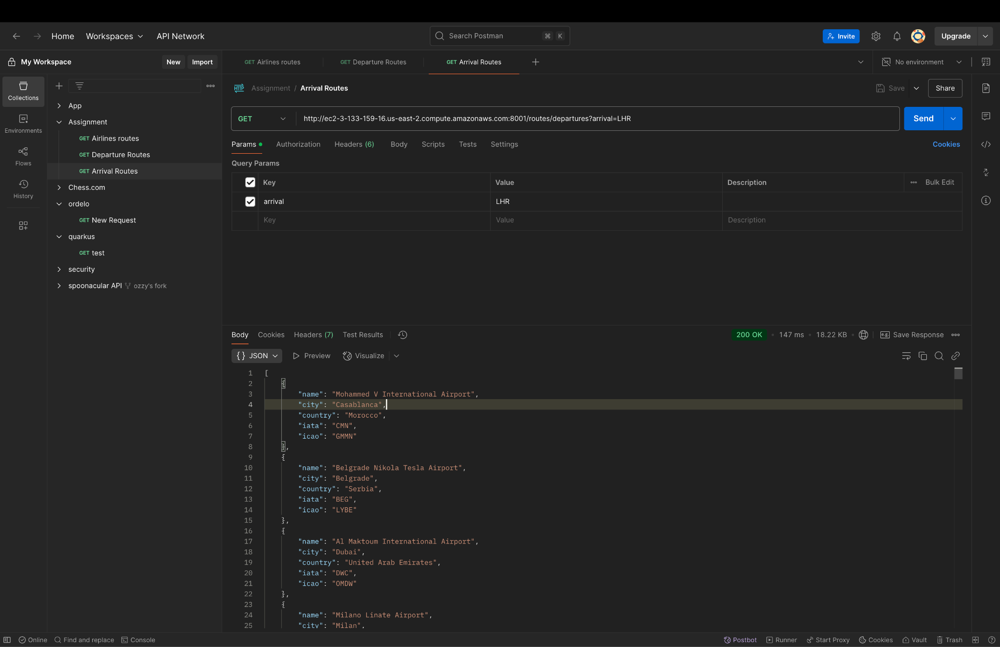 Home Workspaces API Network Search Postman ⌘ K Invite Upgrade
My Workspace New Import GET Airlines routes GET Departure Routes GET Arrival Routes No environment
Collections
Environments
Flows
History
App
Assignment
GET Airlines routes
GET Departure Routes
GET Arrival Routes
Chess.com
ordelo
GET New Request
quarkus
GET test
security
spoonacular API ozzy's fork
HTTP Assignment / Arrival Routes Save Share
GET http://ec2-3-133-159-16.us-east-2.compute.amazonaws.com:8001/routes/departures?arrival=LHR Send
Params Authorization Headers (6) Body Scripts Tests Settings Cookies
Query Params
Key Value Description Bulk Edit
arrival LHR
Key Value Description
Body Cookies Headers (7) Test Results 200 OK 147 ms 18.22 KB e.g. Save Response
{} JSON Preview Visualize
1 [
2 {
3 "name": "Mohammed V International Airport",
4 "city": "Casablanca",
5 "country": "Morocco",
6 "iata": "CMN",
7 "icao": "GMMN"
8 },
9 {
10 "name": "Belgrade Nikola Tesla Airport",
11 "city": "Belgrade",
12 "country": "Serbia",
13 "iata": "BEG",
14 "icao": "LYBE"
15 },
16 {
17 "name": "Al Maktoum International Airport",
18 "city": "Dubai",
19 "country": "United Arab Emirates",
20 "iata": "DWC",
21 "icao": "OMDW"
22 },
23 {
24 "name": "Milano Linate Airport",
25 "city": "Milan",
Online Find and replace Console Postbot Runner Start Proxy Cookies Vault Trash